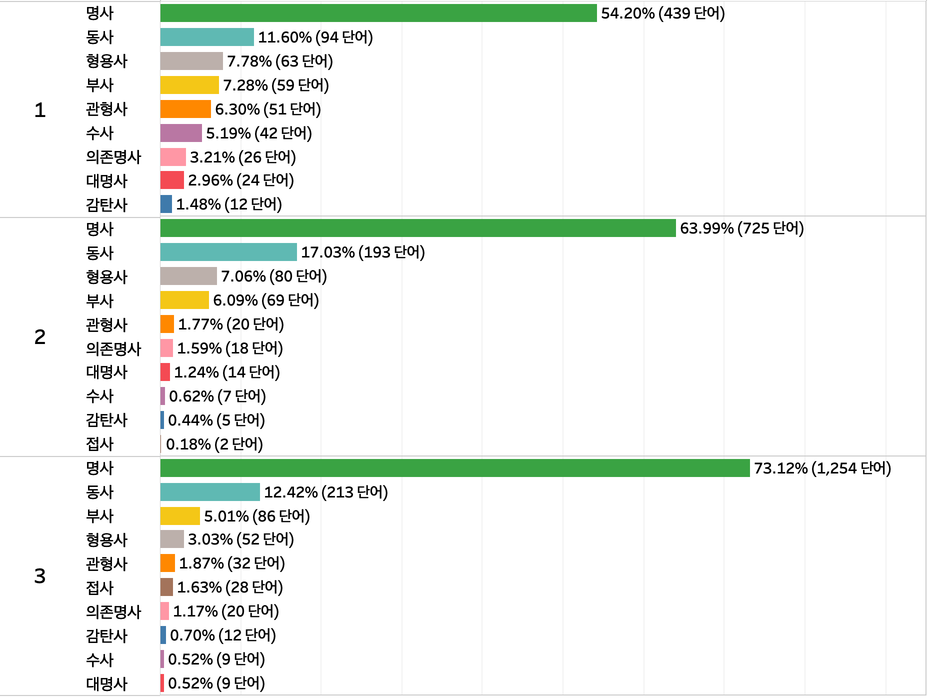 1
명사 54.20% (439 단어)
동사 11.60% (94 단어)
형용사 7.78% (63 단어)
부사 7.28% (59 단어)
관형사 6.30% (51 단어)
수사 5.19% (42 단어)
의존명사 3.21% (26 단어)
대명사 2.96% (24 단어)
감탄사 1.48% (12 단어)
2
명사 63.99% (725 단어)
동사 17.03% (193 단어)
형용사 7.06% (80 단어)
부사 6.09% (69 단어)
관형사 1.77% (20 단어)
의존명사 1.59% (18 단어)
대명사 1.24% (14 단어)
수사 0.62% (7 단어)
감탄사 0.44% (5 단어)
접사 0.18% (2 단어)
3
명사 73.12% (1,254 단어)
동사 12.42% (213 단어)
부사 5.01% (86 단어)
형용사 3.03% (52 단어)
관형사 1.87% (32 단어)
접사 1.63% (28 단어)
의존명사 1.17% (20 단어)
감탄사 0.70% (12 단어)
수사 0.52% (9 단어)
대명사 0.52% (9 단어)